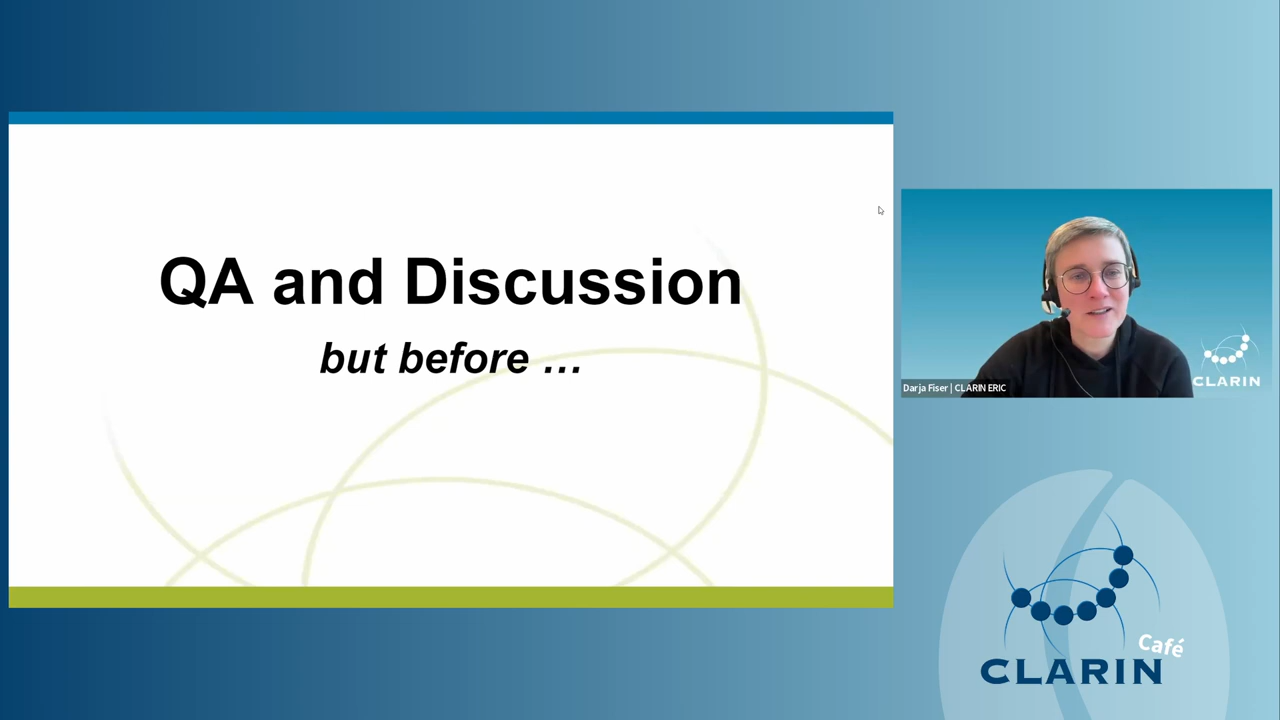 QA and Discussion
but before …
CLARIN
Darja Fiser | CLARIN ERIC
Café
CLARIN